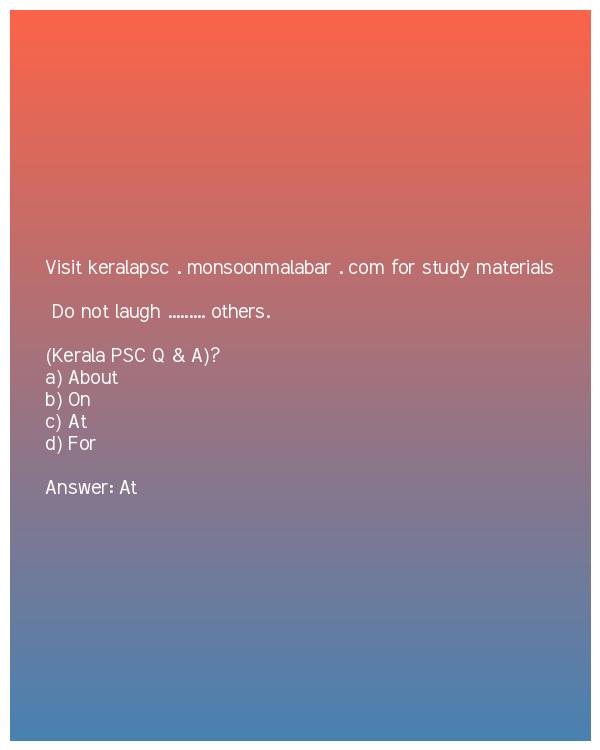 Visit keralapsc . monsoonmalabar . com for study materials
Do not laugh ......... others.
(Kerala PSC Q & A)?
a) About
b) On
c) At
d) For
Answer: At